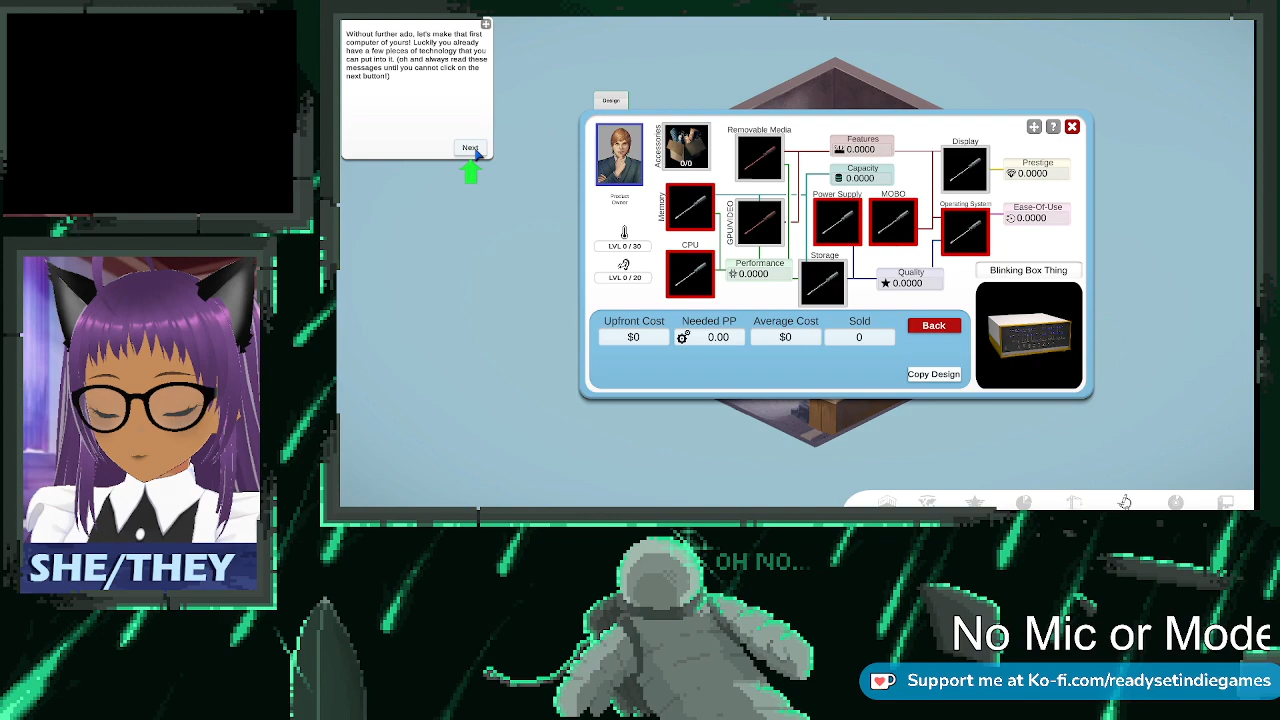 Without further ado, let's make that first
computer of yours! Luckily you already
have a few pieces of technology that you
can put into it. (oh and always read these
messages until you cannot click on the
next button!)
Next
Design
Accessories
0/0
Removable Media
Features
0.0000
Display
Capacity
0.0000
Prestige
0.0000
Product
Owner
Memory
GPU/VIDEO
Power Supply
MOBO
Operating System
Ease-Of-Use
0.0000
LVL 0 / 30
CPU
LVL 0 / 20
Performance
0.0000
Storage
Quality
0.0000
Blinking Box Thing
Upfront Cost
Needed PP
Average Cost
Sold
Back
$0
0.00
$0
0
Copy Design
SHE/THEY
OH NO...
No Mic or Mode
Support me at Ko-fi.com/readysetindiegames